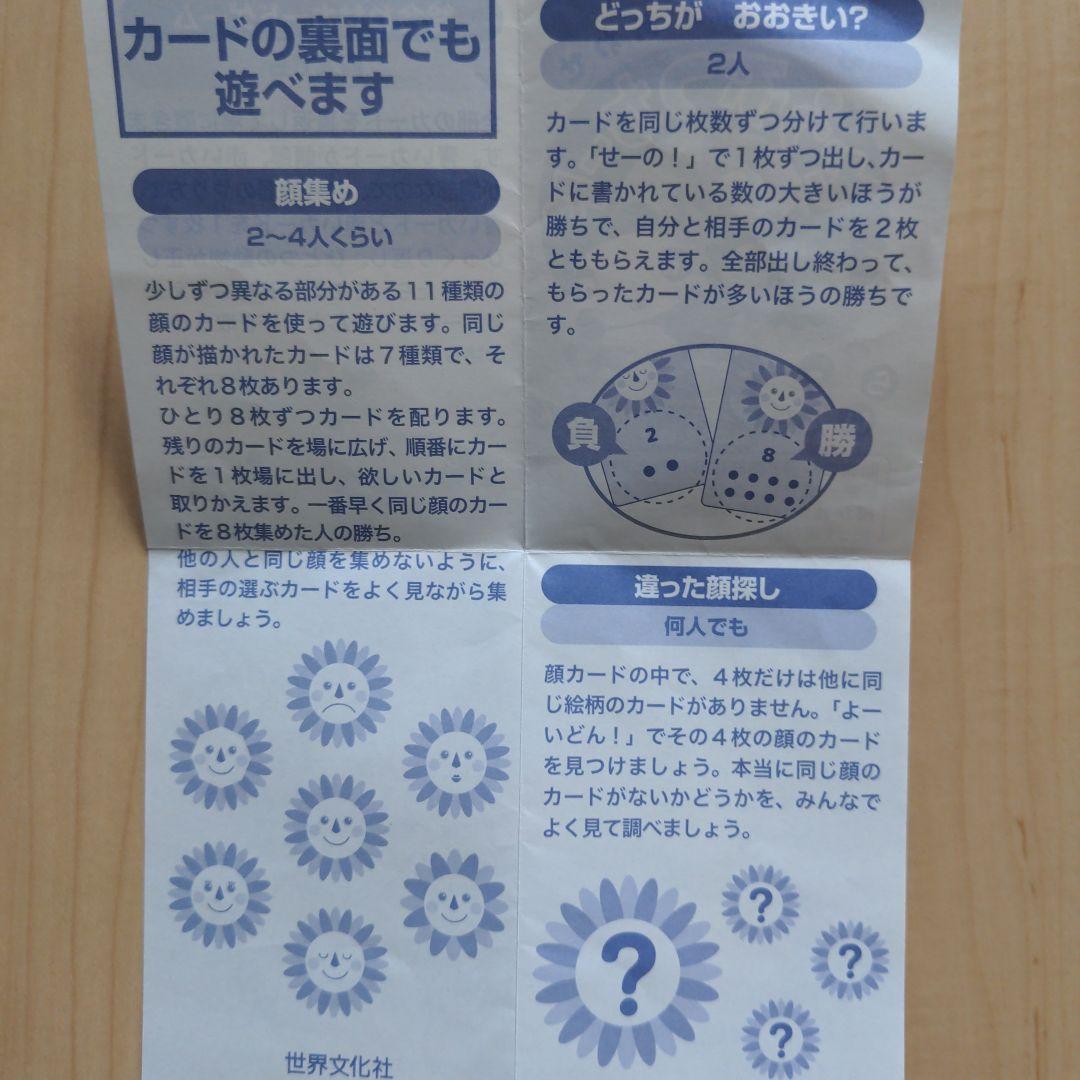 カードの裏面でも
遊べます
顔集め
2〜4人くらい
少しずつ異なる部分がある11種類の
顔のカードを使って遊びます。同じ
顔が描かれたカードは7種類で、そ
れぞれ8枚あります。
ひとり8枚ずつカードを配ります。
残りのカードを場に広げ、順番にカー
ドを1枚場に出し、欲しいカードと
取りかえます。一番早く同じ顔のカー
ドを8枚集めた人の勝ち。
他の人と同じ顔を集めないように、
相手の選ぶカードをよく見ながら集
めましょう。
世界文化社
どっちが おおきい?
2人
カードを同じ枚数ずつ分けて行いま
す。「せーの！」で1枚ずつ出し、カー
ドに書かれている数の大きいほうが
勝ちで、自分と相手のカードを2枚
とももらえます。全部出し終わって、
もらったカードが多いほうの勝ちで
す。
負
2
8
勝
違った顔探し
何人でも
顔カードの中で、4枚だけは他に同
じ絵柄のカードがありません。「よー
いどん！」でその4枚の顔のカード
を見つけましょう。本当に同じ顔の
カードがないかどうかを、みんなで
よく見て調べましょう。
?
?
?
?